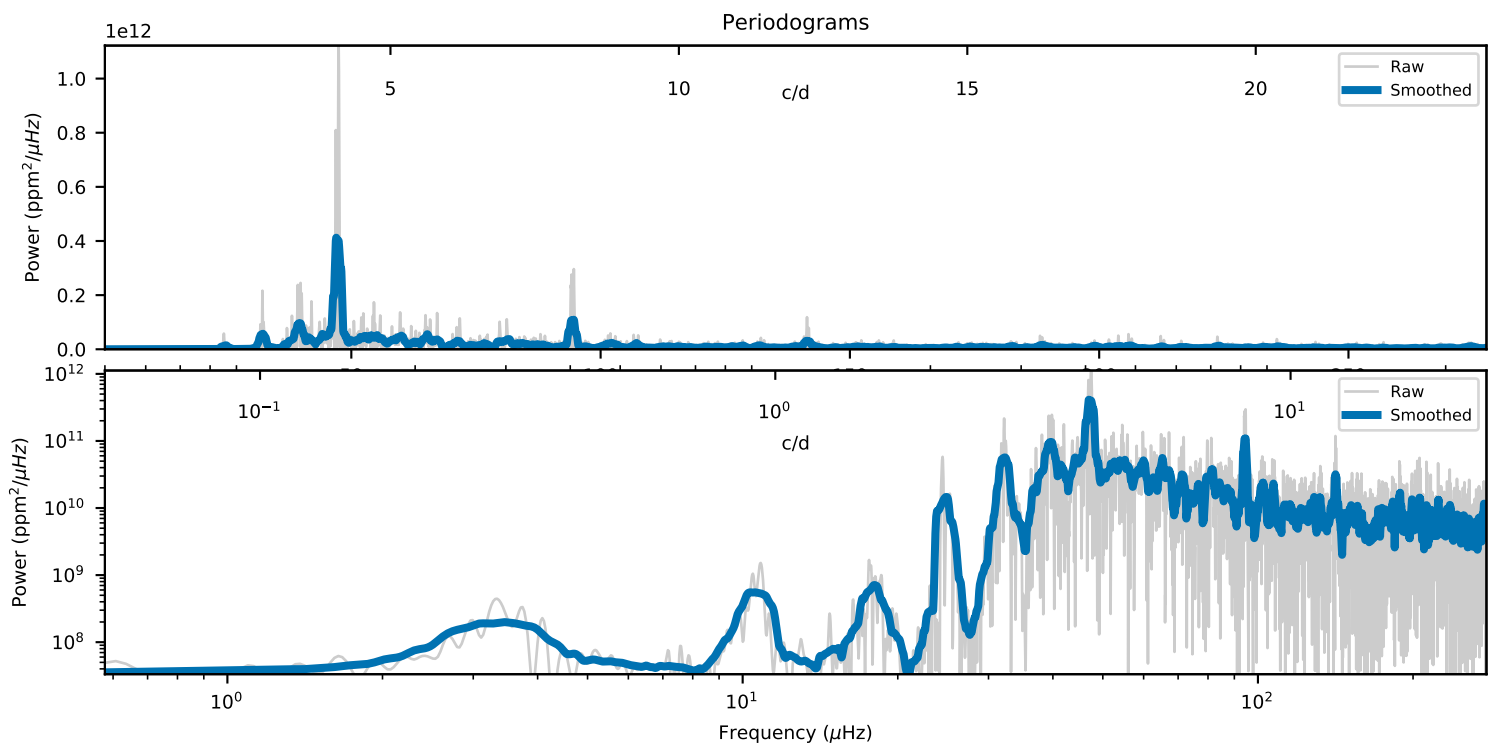 Periodograms
1e12
5 10 15 20
c/d
Raw
Smoothed
1.0
0.8
0.6
0.4
0.2
0.0
Power (ppm²/μHz)
10⁻¹ 10⁰ 10¹
c/d
Raw
Smoothed
10¹²
10¹¹
10¹⁰
10⁹
10⁸
Power (ppm²/μHz)
10⁰ 10¹ 10²
Frequency (μHz)